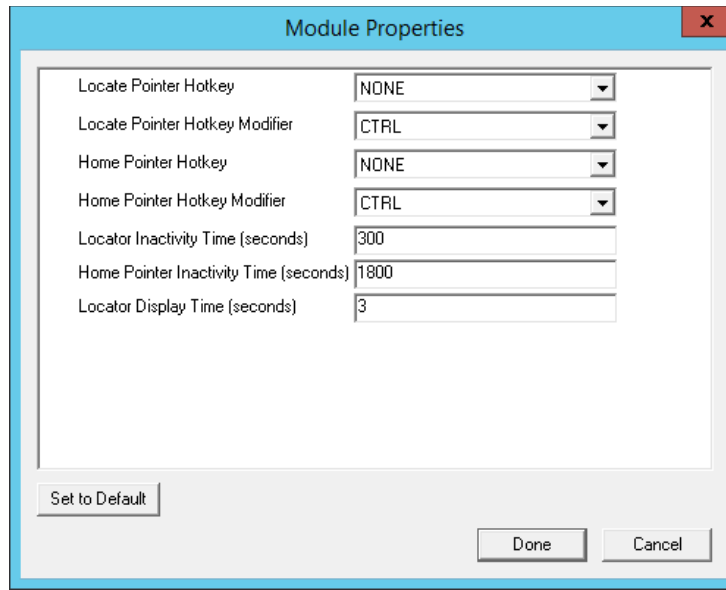 Module Properties
x
Locate Pointer Hotkey NONE
Locate Pointer Hotkey Modifier CTRL
Home Pointer Hotkey NONE
Home Pointer Hotkey Modifier CTRL
Locator Inactivity Time (seconds) 300
Home Pointer Inactivity Time (seconds) 1800
Locator Display Time (seconds) 3
Set to Default
Done Cancel